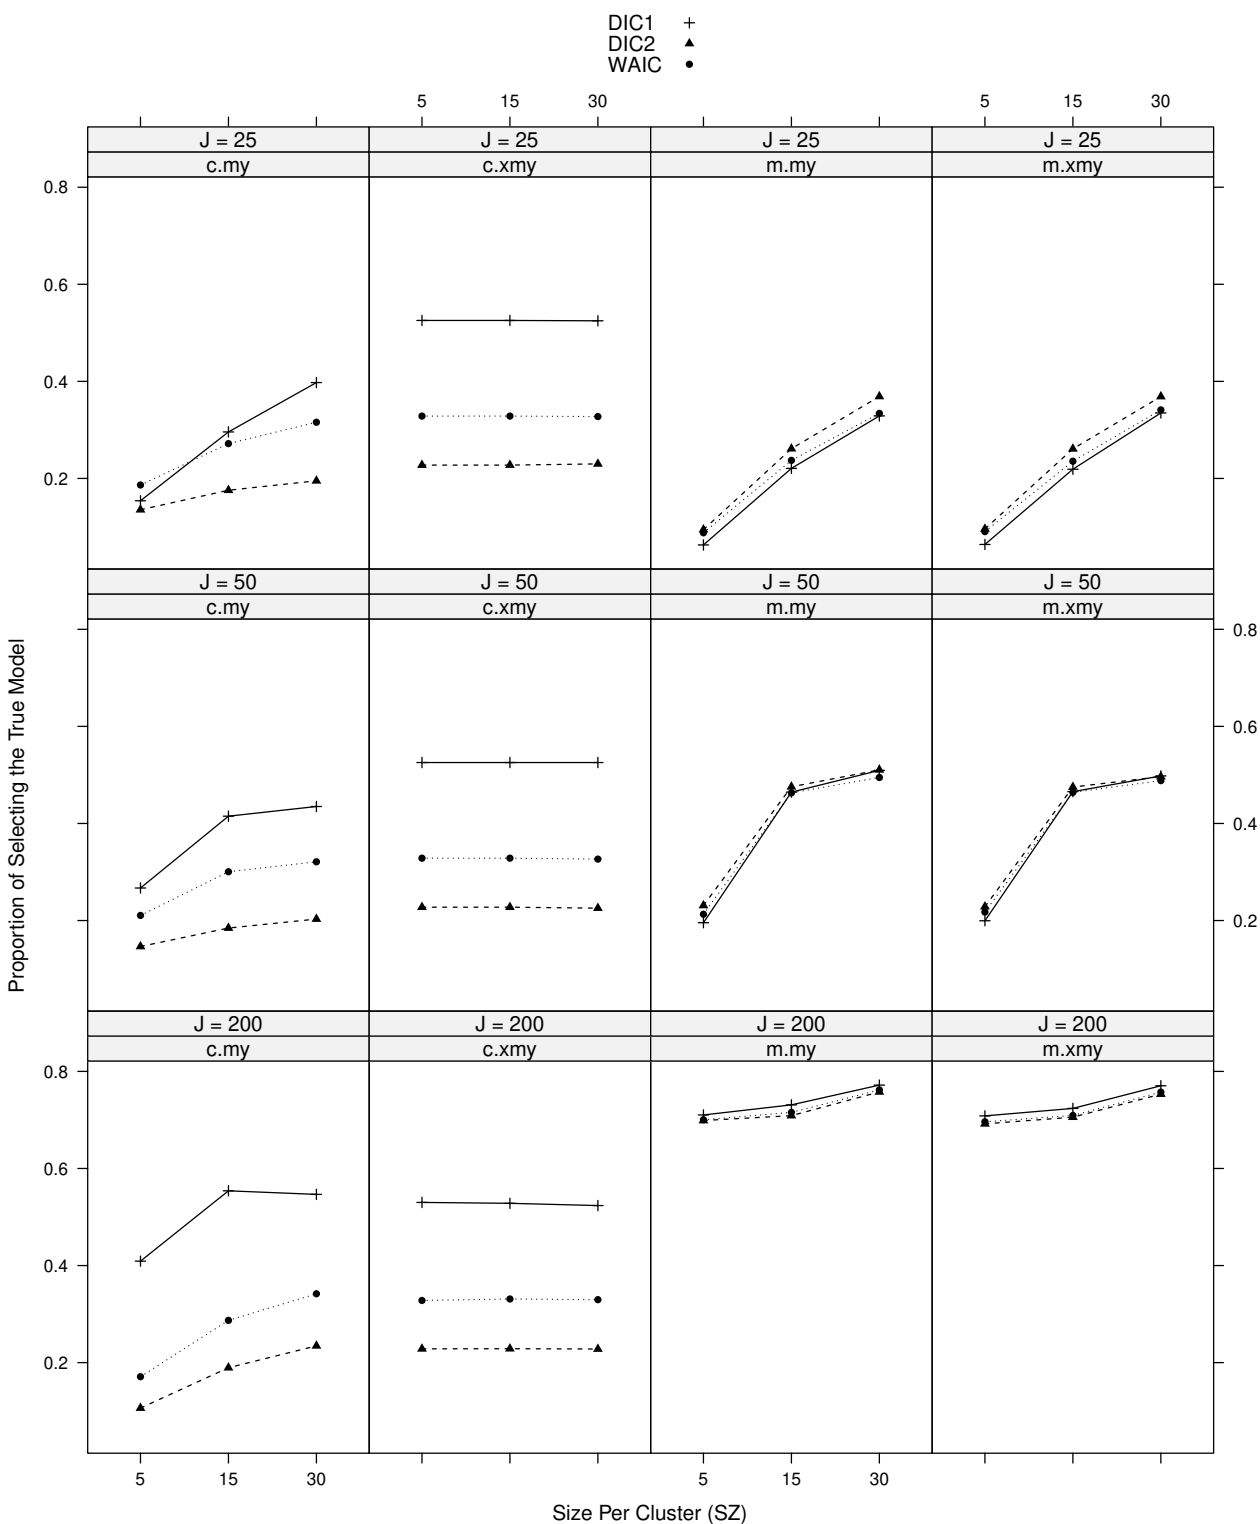 DIC1
DIC2
WAIC
5 15 30 5 15 30
J = 25 J = 25 J = 25 J = 25
c.my c.xmy m.my m.xmy
0.8
0.6
0.4
0.2
J = 50 J = 50 J = 50 J = 50
c.my c.xmy m.my m.xmy
0.8
0.6
0.4
0.2
J = 200 J = 200 J = 200 J = 200
c.my c.xmy m.my m.xmy
0.8
0.6
0.4
0.2
5 15 30 5 15 30
Size Per Cluster (SZ)
Proportion of Selecting the True Model